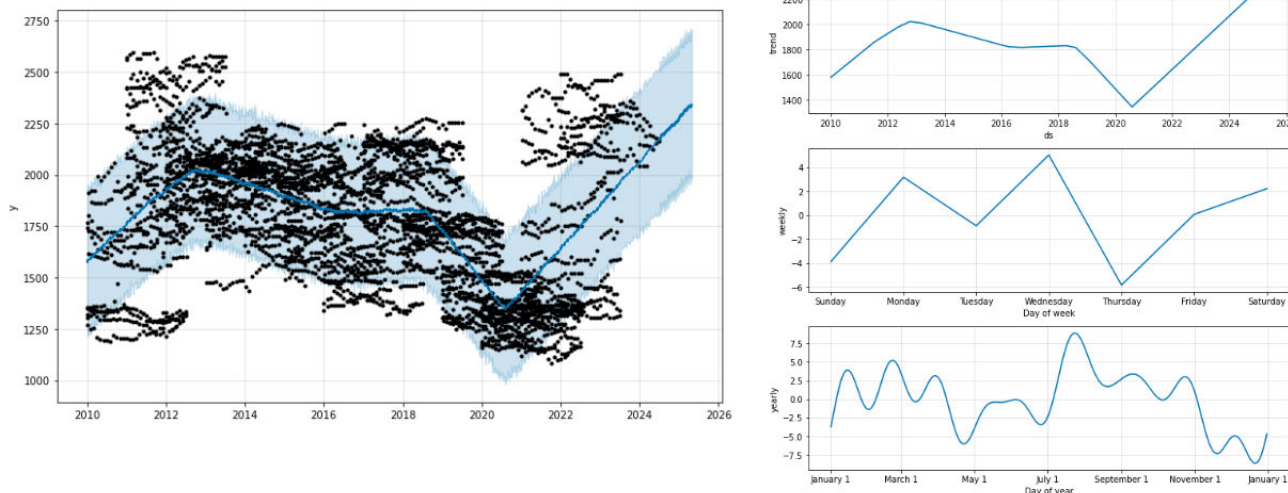 2750
2500
2250
2000
1750
1500
1250
1000
y
2010 2012 2014 2016 2018 2020 2022 2024 2026
2200
2000
1800
1600
1400
trend
2010 2012 2014 2016 2018 2020 2022 2024
ds
4
2
0
−2
−4
−6
weekly
Sunday Monday Tuesday Wednesday Thursday Friday Saturday
Day of week
7.5
5.0
2.5
0.0
−2.5
−5.0
−7.5
yearly
January 1 March 1 May 1 July 1 September 1 November 1 January
Day of year